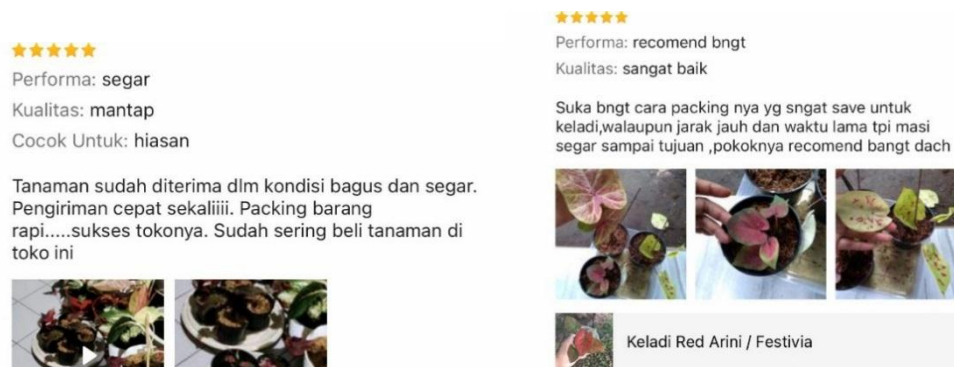 Performa: segar
Kualitas: mantap
Cocok Untuk: hiasan
Tanaman sudah diterima dlm kondisi bagus dan segar.
Pengiriman cepat sekaliiii. Packing barang
rapi.....sukses tokonya. Sudah sering beli tanaman di
toko ini
Performa: recomend bngt
Kualitas: sangat baik
Suka bngt cara packing nya yg sngat save untuk
keladi,walaupun jarak jauh dan waktu lama tpi masi
segar sampai tujuan ,pokoknya recomend bangt dach
Keladi Red Arini / Festivia